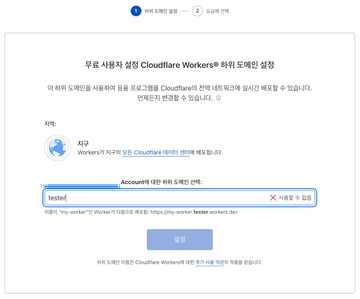 1 하위 도메인 설정 2 요금제 선택
무료 사용자 설정 Cloudflare Workers® 하위 도메인 설정
이 하위 도메인을 사용하여 응용 프로그램을 Cloudflare의 전역 네트워크에 실시간 배포할 수 있습니다.
언제든지 변경할 수 있습니다.
지역:
지구
Workers가 지구의 모든 Cloudflare 데이터 센터에 배포됩니다.
Account에 대한 하위 도메인 선택:
tester 사용할 수 없음
이름이 "my-worker"인 Worker가 다음으로 배포됨: https://my-worker.tester.workers.dev
설정
하위 도메인 이름은 Cloudflare Workers에 대한 추가 사용 약관의 적용을 받습니다.